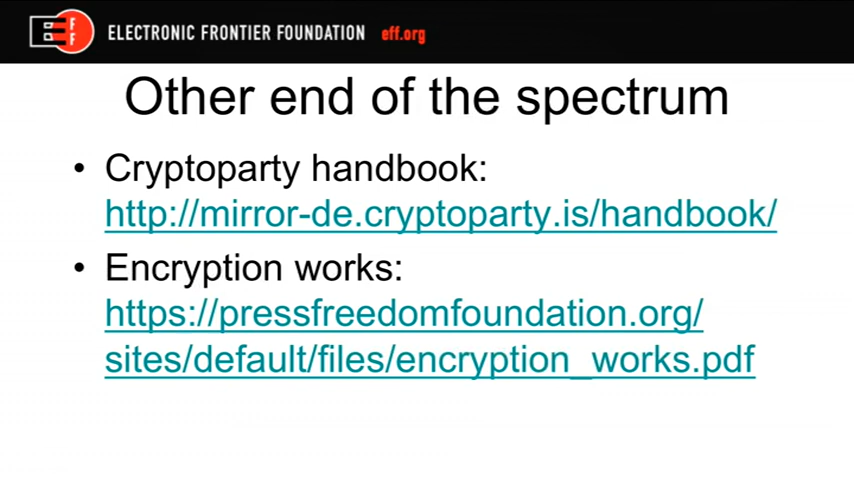 EFF
ELECTRONIC FRONTIER FOUNDATION eff.org
Other end of the spectrum
• Cryptoparty handbook:
http://mirror-de.cryptoparty.is/handbook/
• Encryption works:
https://pressfreedomfoundation.org/
sites/default/files/encryption_works.pdf